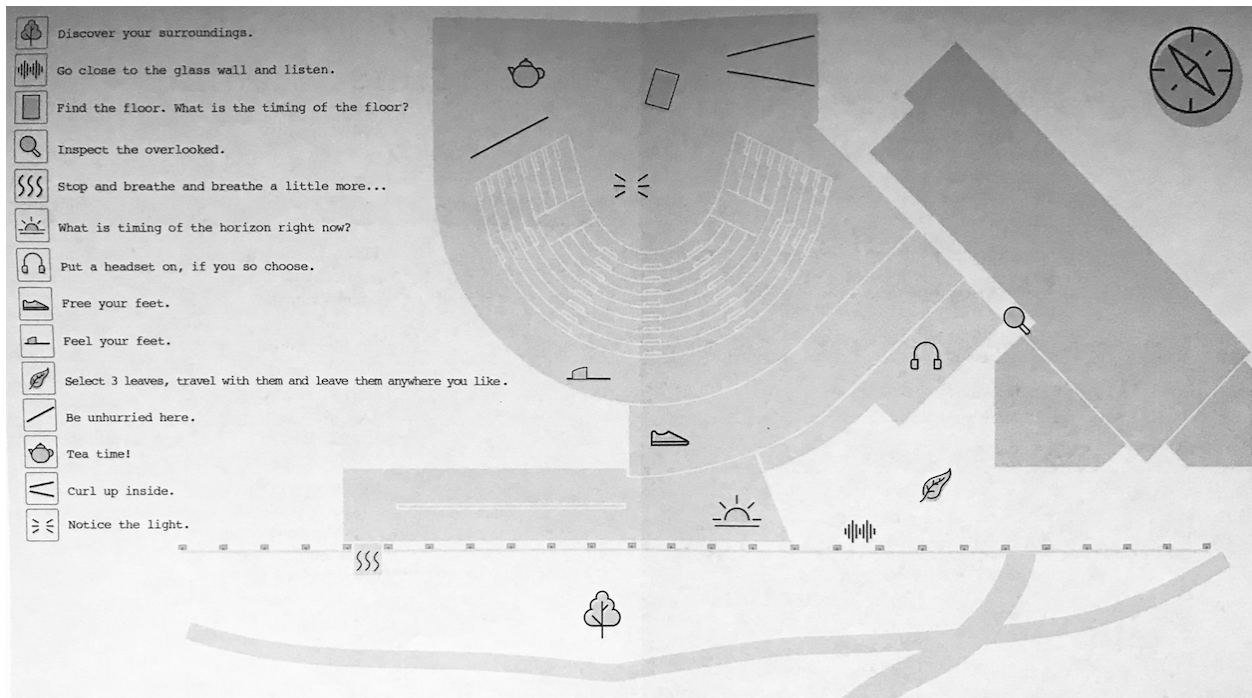 Discover your surroundings.
Go close to the glass wall and listen.
Find the floor. What is the timing of the floor?
Inspect the overlooked.
Stop and breathe and breathe a little more...
What is timing of the horizon right now?
Put a headset on, if you so choose.
Free your feet.
Feel your feet.
Select 3 leaves, travel with them and leave them anywhere you like.
Be unhurried here.
Tea time!
Curl up inside.
Notice the light.